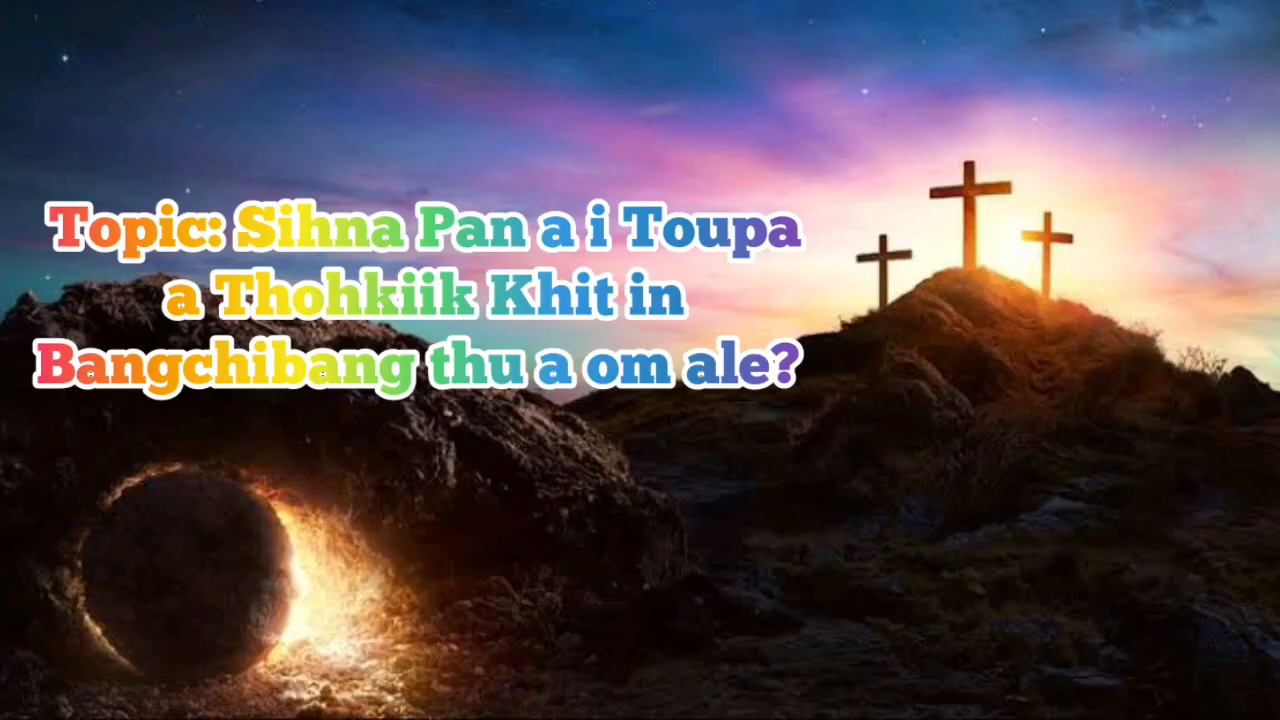 Topic: Sihna Pan a i Toupa
a Thohkiik Khit in
Bangchibang thu a om ale?